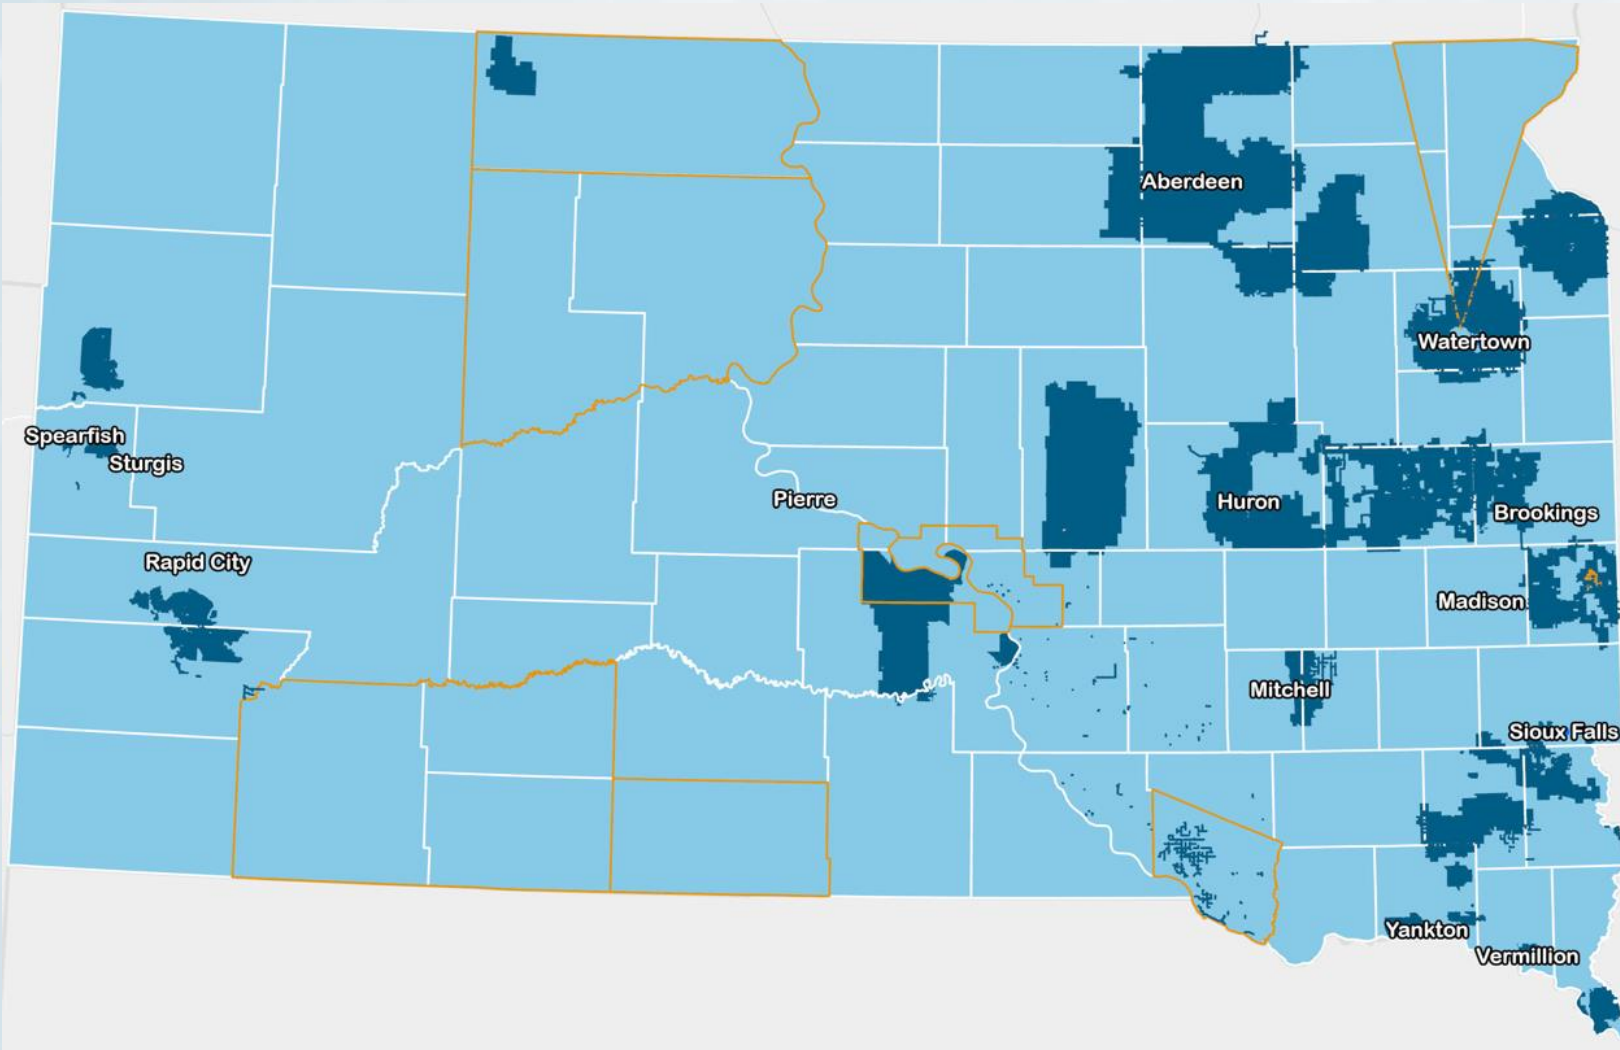 Aberdeen
Watertown
Spearfish
Sturgis
Pierre
Huron
Brookings
Rapid City
Madison
Mitchell
Sioux Falls
Yankton
Vermillion